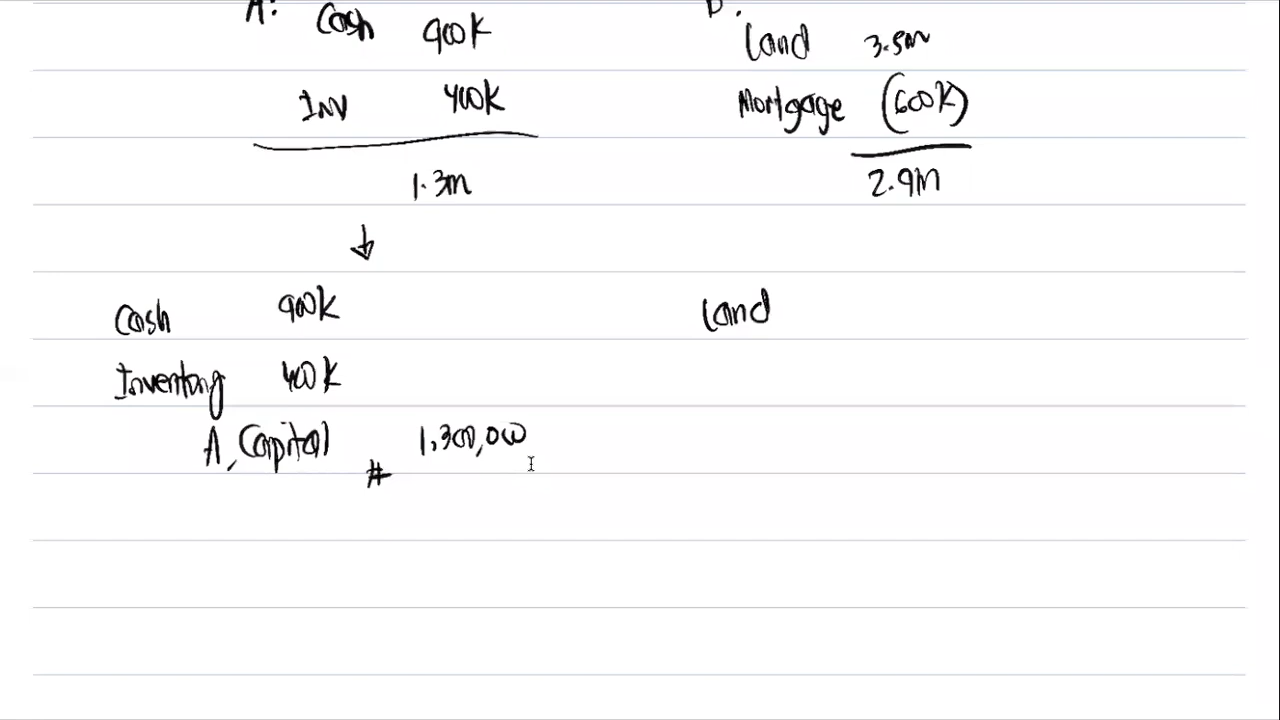 A: Cash 900K
Inv 400K
1.3m
B:
Land 3.5m
Mortgage (600K)
2.9m
Cash 900K
Inventory 400K
A, Capital # 1,300,000
Land